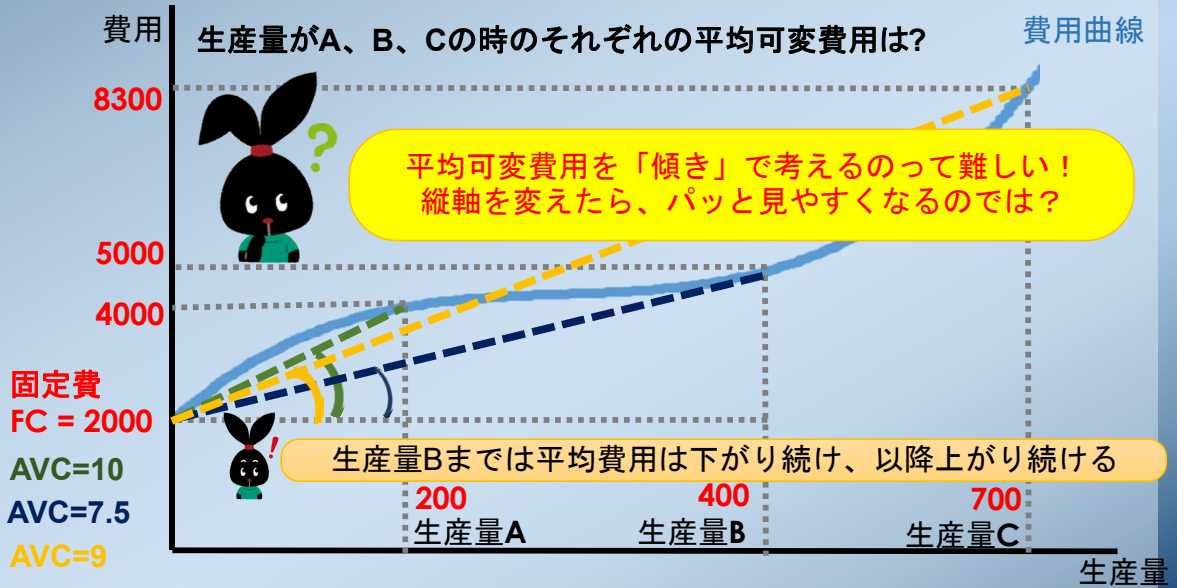 費用
生産量がA、B、Cの時のそれぞれの平均可変費用は?
費用曲線
8300
?
平均可変費用を「傾き」で考えるのって難しい！
縦軸を変えたら、パッと見やすくなるのでは？
5000
4000
固定費
FC = 2000
!
生産量Bまでは平均費用は下がり続け、以降上がり続ける
AVC=10
AVC=7.5
AVC=9
200
400
700
生産量A
生産量B
生産量C
生産量